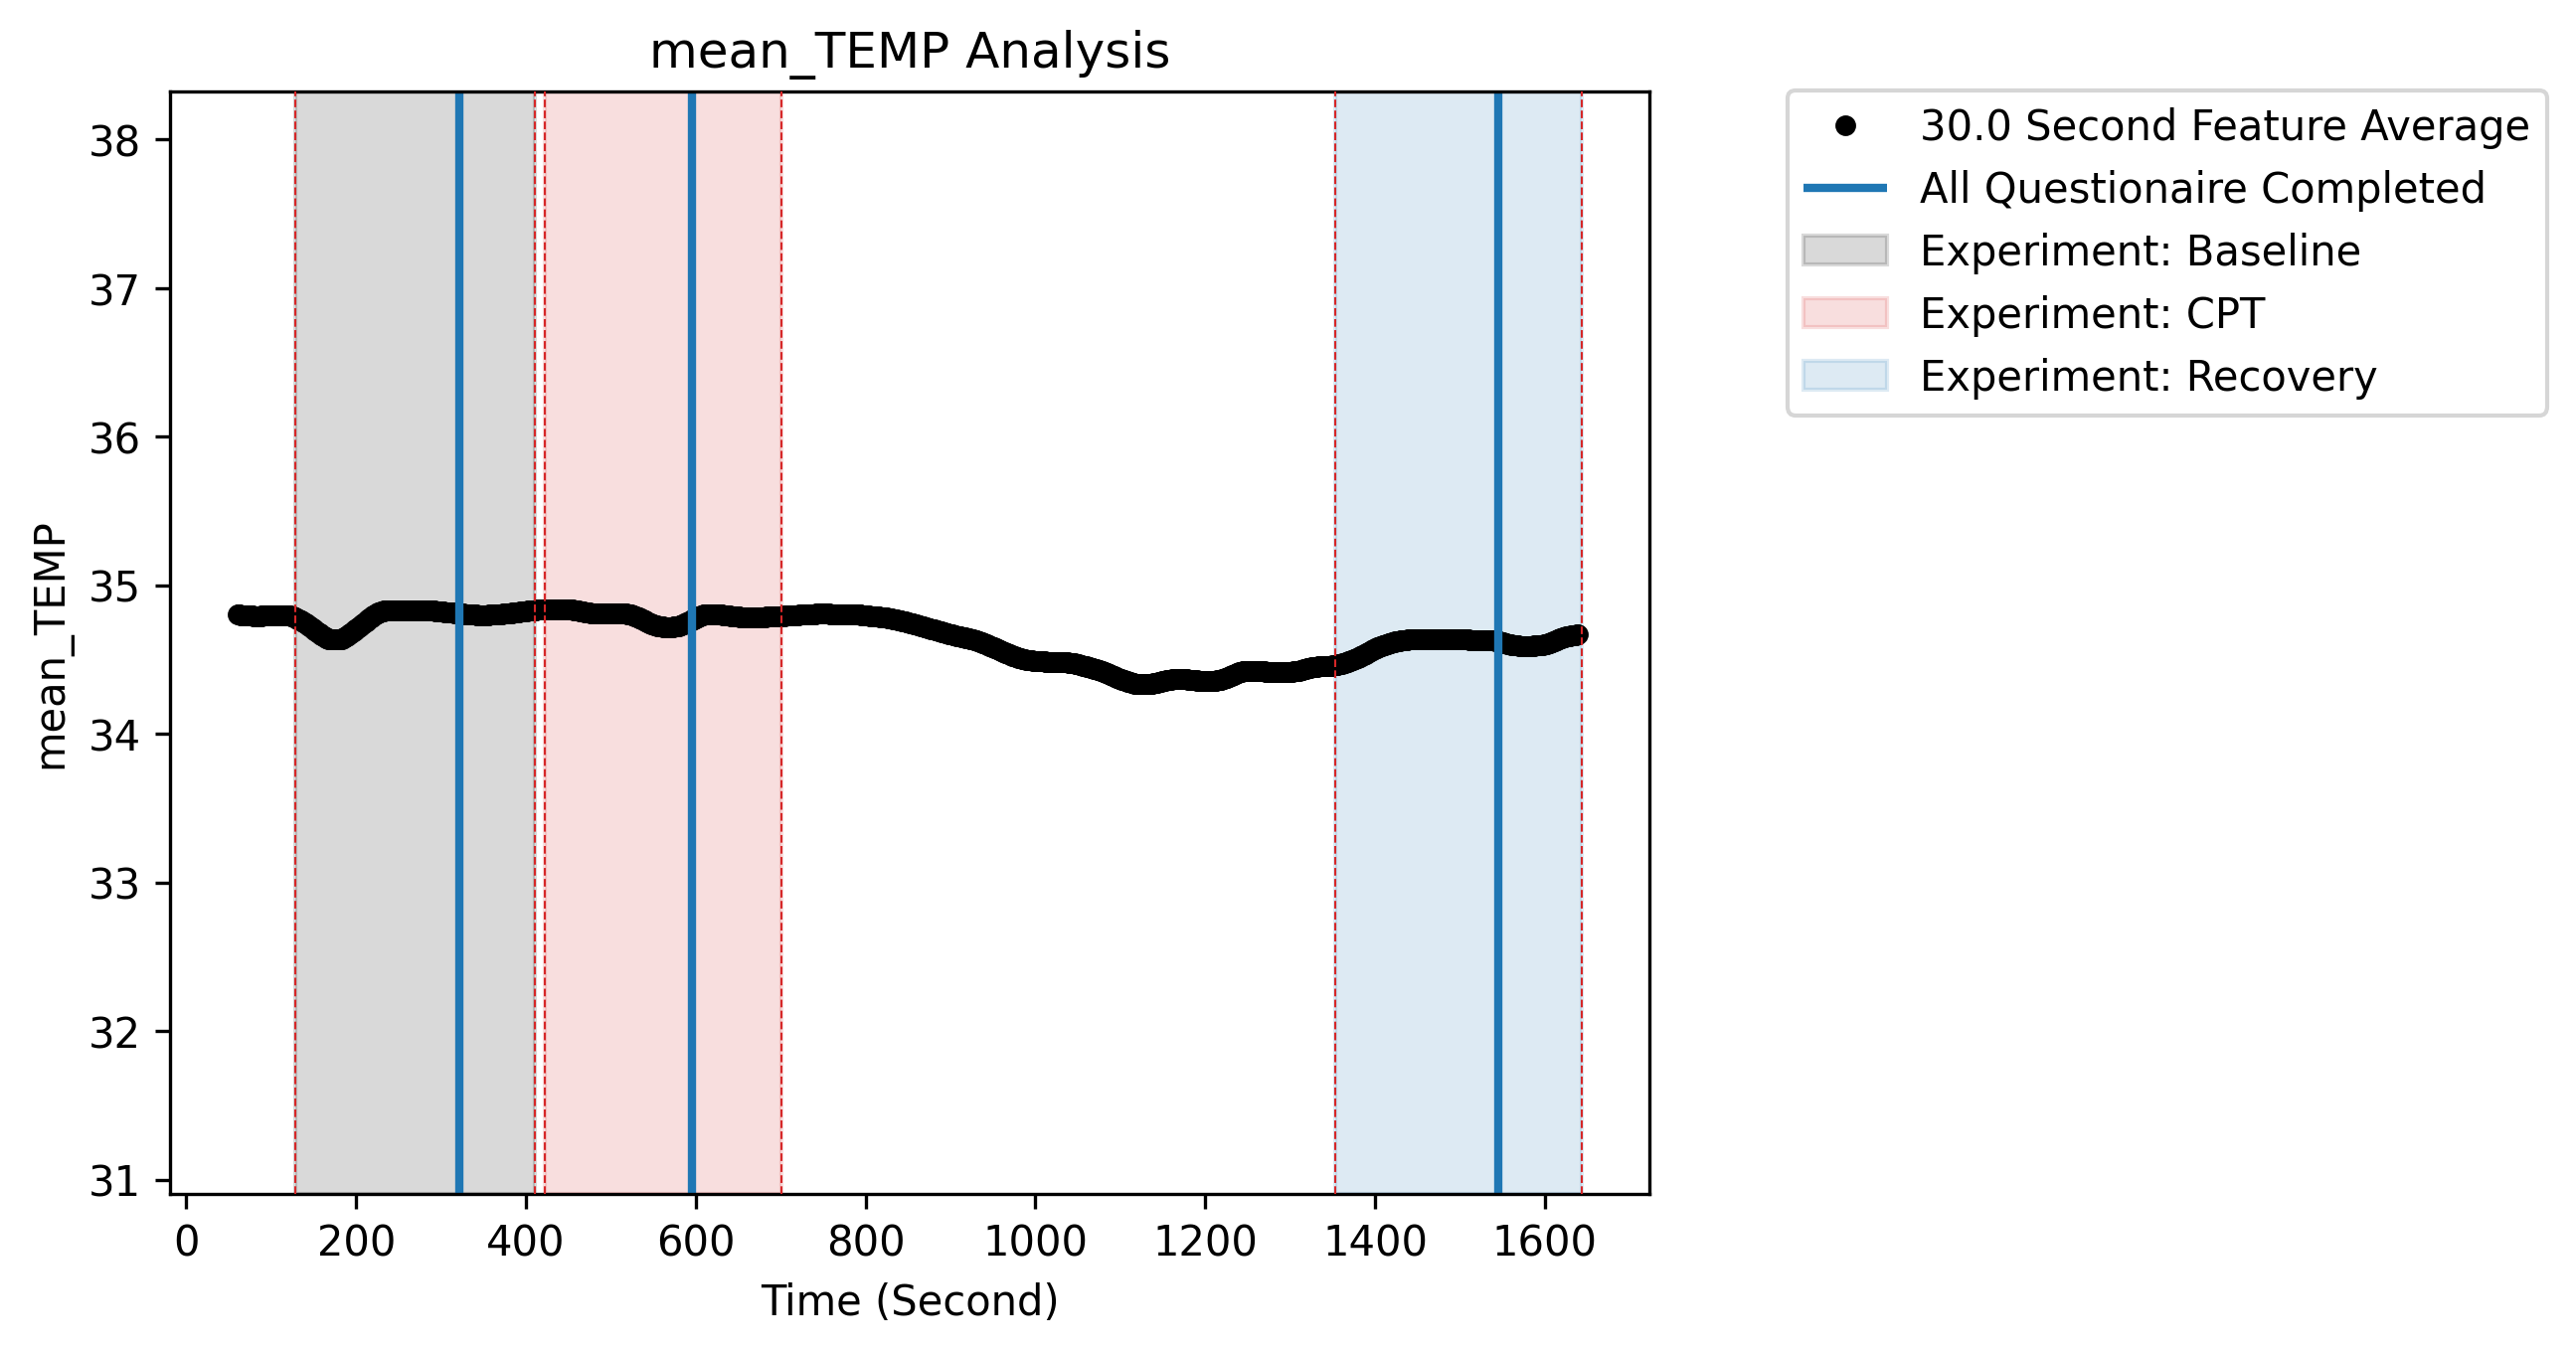 mean_TEMP Analysis
38
37
36
35
34
33
32
31
mean_TEMP
0 200 400 600 800 1000 1200 1400 1600
Time (Second)
30.0 Second Feature Average
All Questionaire Completed
Experiment: Baseline
Experiment: CPT
Experiment: Recovery